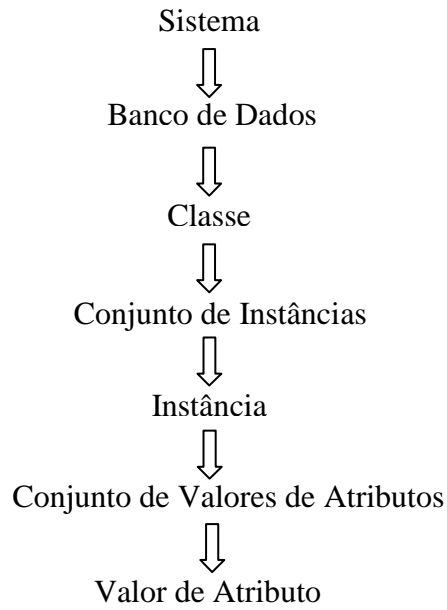 Sistema
Banco de Dados
Classe
Conjunto de Instâncias
Instância
Conjunto de Valores de Atributos
Valor de Atributo